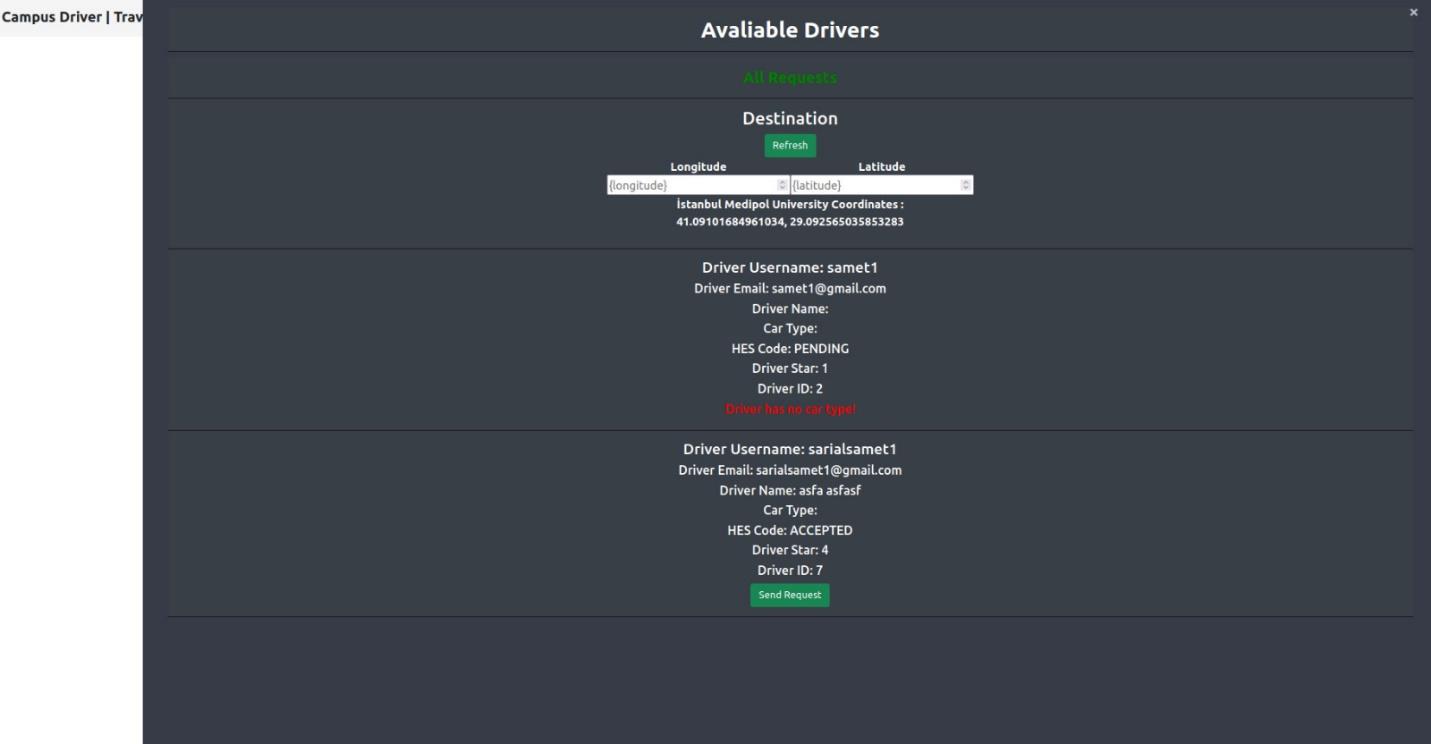 Campus Driver | Trav
×
Avaliable Drivers
All Requests
Destination
Refresh
Longitude Latitude
{longitude} {latitude}
İstanbul Medipol University Coordinates :
41.09101684961034, 29.092565035853283
Driver Username: samet1
Driver Email: samet1@gmail.com
Driver Name:
Car Type:
HES Code: PENDING
Driver Star: 1
Driver ID: 2
Driver has no car type!
Driver Username: sarialsamet1
Driver Email: sarialsamet1@gmail.com
Driver Name: asfa asfasf
Car Type:
HES Code: ACCEPTED
Driver Star: 4
Driver ID: 7
Send Request